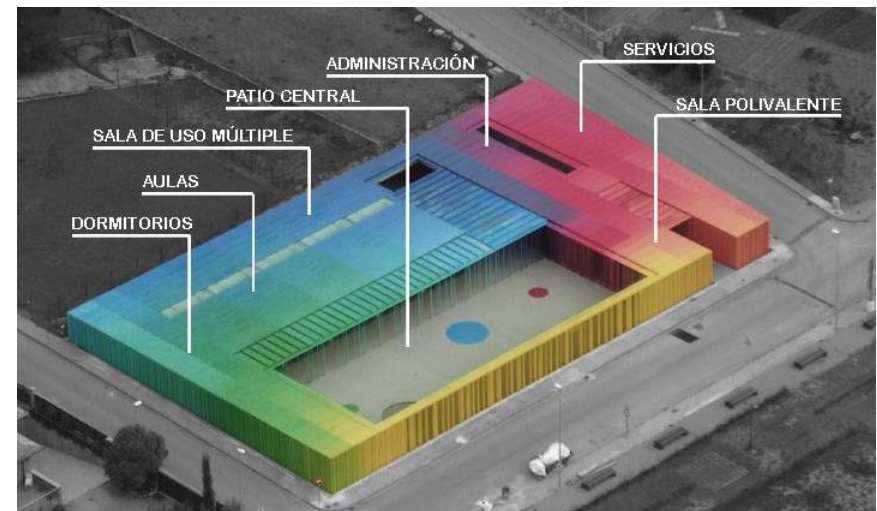 SERVICIOS
ADMINISTRACIÓN
PATIO CENTRAL
SALA POLIVALENTE
SALA DE USO MÚLTIPLE
AULAS
DORMITORIOS